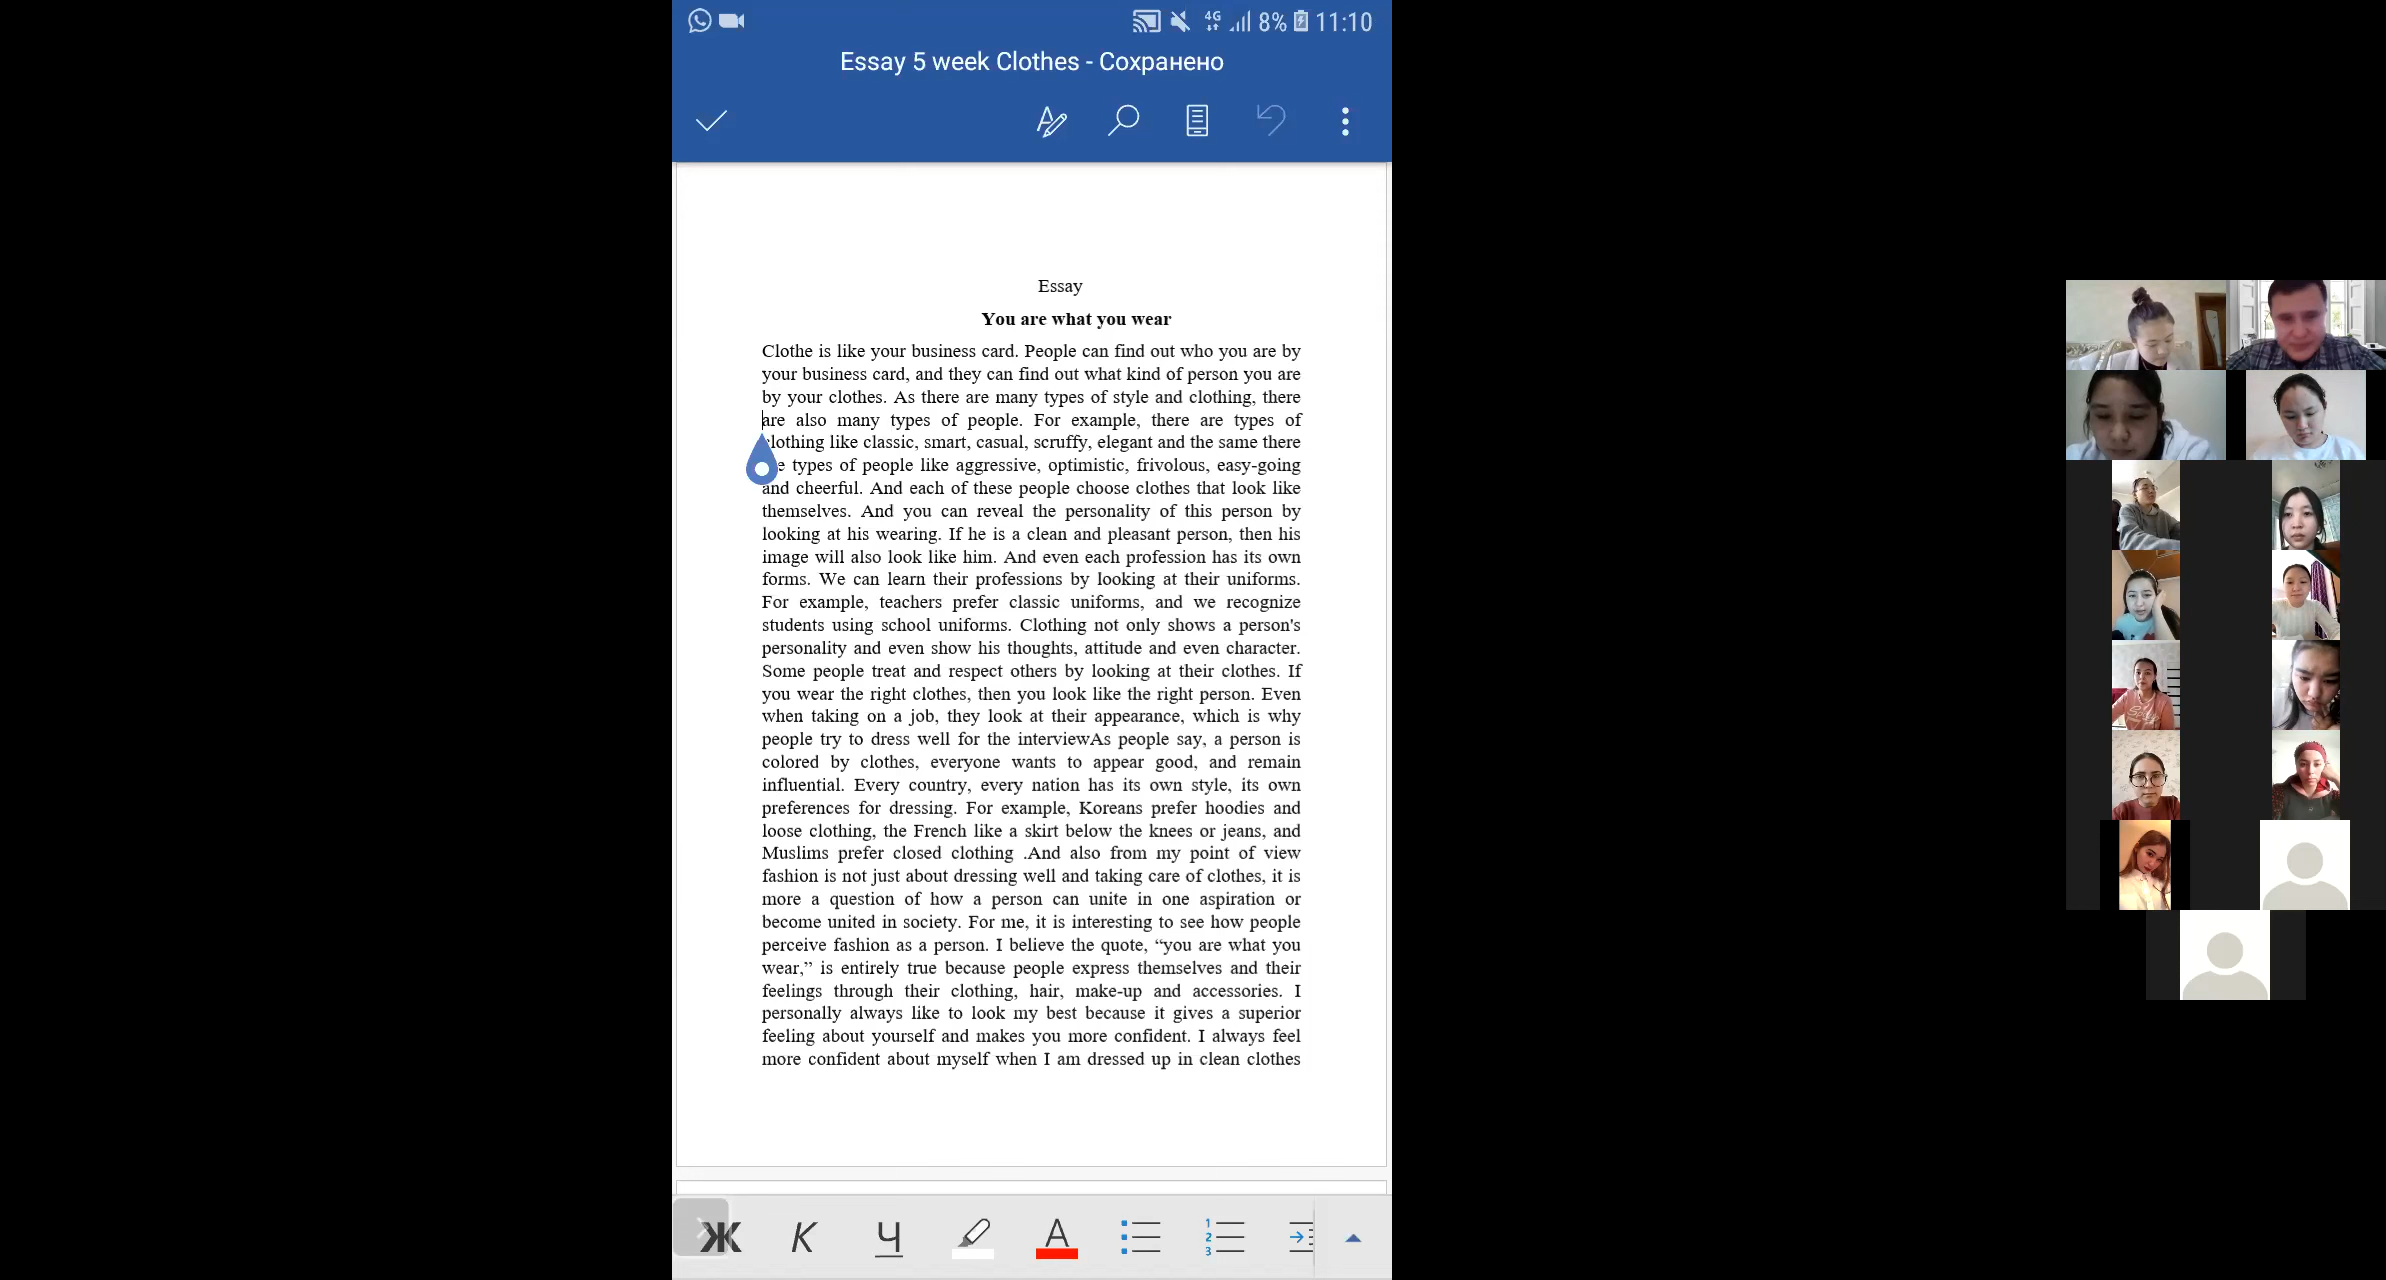 4G 8% 11:10
Essay 5 week Clothes - Сохранено
Essay
You are what you wear
Clothe is like your business card. People can find out who you are by
your business card, and they can find out what kind of person you are
by your clothes. As there are many types of style and clothing, there
are also many types of people. For example, there are types of
clothing like classic, smart, casual, scruffy, elegant and the same there
types of people like aggressive, optimistic, frivolous, easy-going
and cheerful. And each of these people choose clothes that look like
themselves. And you can reveal the personality of this person by
looking at his wearing. If he is a clean and pleasant person, then his
image will also look like him. And even each profession has its own
forms. We can learn their professions by looking at their uniforms.
For example, teachers prefer classic uniforms, and we recognize
students using school uniforms. Clothing not only shows a person's
personality and even show his thoughts, attitude and even character.
Some people treat and respect others by looking at their clothes. If
you wear the right clothes, then you look like the right person. Even
when taking on a job, they look at their appearance, which is why
people try to dress well for the interviewAs people say, a person is
colored by clothes, everyone wants to appear good, and remain
influential. Every country, every nation has its own style, its own
preferences for dressing. For example, Koreans prefer hoodies and
loose clothing, the French like a skirt below the knees or jeans, and
Muslims prefer closed clothing .And also from my point of view
fashion is not just about dressing well and taking care of clothes, it is
more a question of how a person can unite in one aspiration or
become united in society. For me, it is interesting to see how people
perceive fashion as a person. I believe the quote, “you are what you
wear,” is entirely true because people express themselves and their
feelings through their clothing, hair, make-up and accessories. I
personally always like to look my best because it gives a superior
feeling about yourself and makes you more confident. I always feel
more confident about myself when I am dressed up in clean clothes
Ж К Ч А